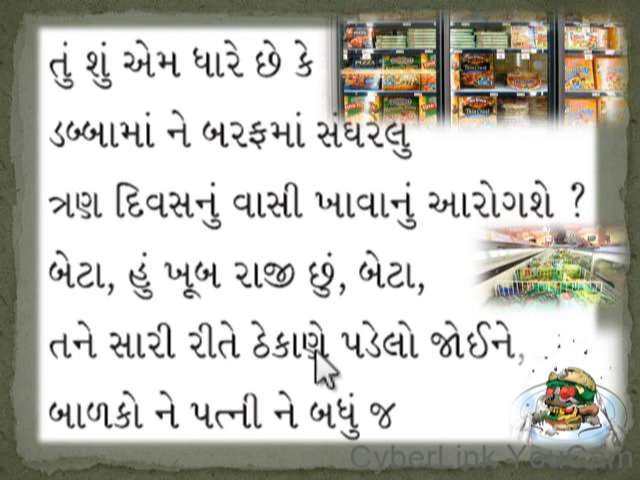 તું શું એમ ધારે છે કે
ડબ્બામાં ને બરફમાં સંઘરેલુ
ત્રણ દિવસનું વાસી ખાવાનું આરોગશે ?
બેટા, હું ખૂબ રાજી છું, બેટા,
તને સારી રીતે ઠેકાણે પડેલો જોઈને,
બાળકો ને પત્ની ને બધું જ
CyberLink YouCam